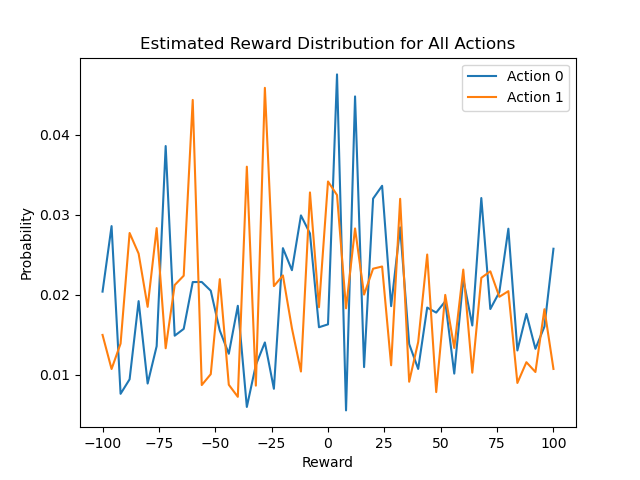 Estimated Reward Distribution for All Actions
Action 0
Action 1
0.04
0.03
0.02
0.01
Probability
−100
−75
−50
−25
0
25
50
75
100
Reward